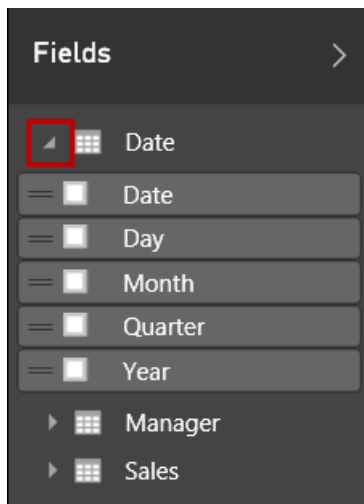 Fields
Date
Date
Day
Month
Quarter
Year
Manager
Sales